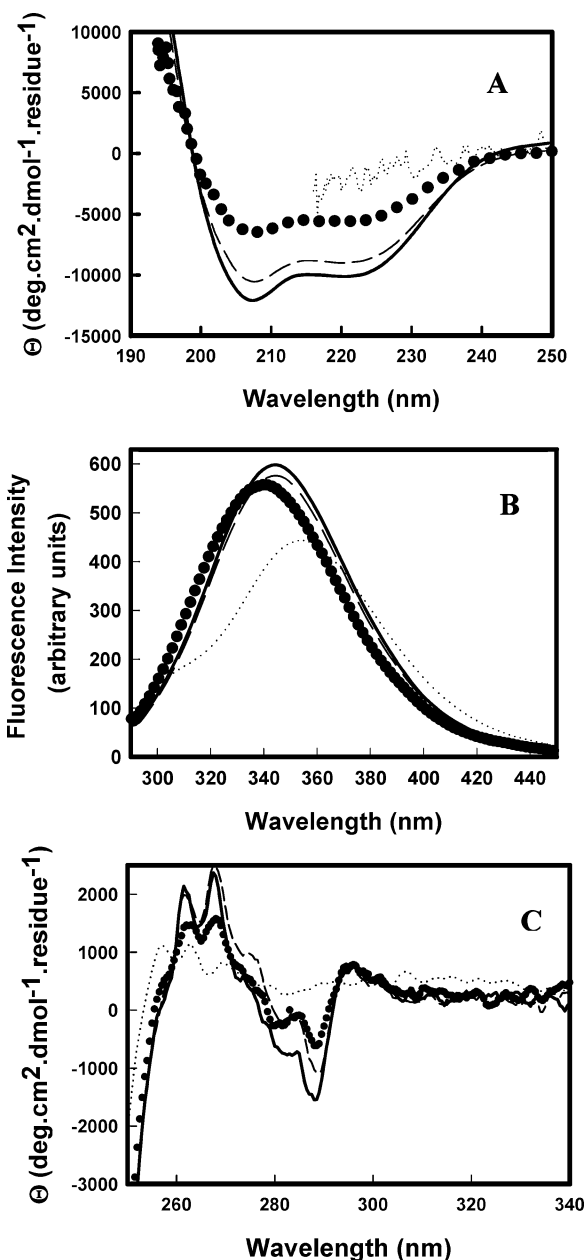 A
Θ (deg.cm2.dmol-1.residue-1)
10000
5000
0
-5000
-10000
-15000
190 200 210 220 230 240 250
Wavelength (nm)
B
Fluorescence Intensity
(arbitrary units)
600
500
400
300
200
100
0
300 320 340 360 380 400 420 440
Wavelength (nm)
C
Θ (deg.cm2.dmol-1.residue-1)
2000
1000
0
-1000
-2000
-3000
260 280 300 320 340
Wavelength (nm)